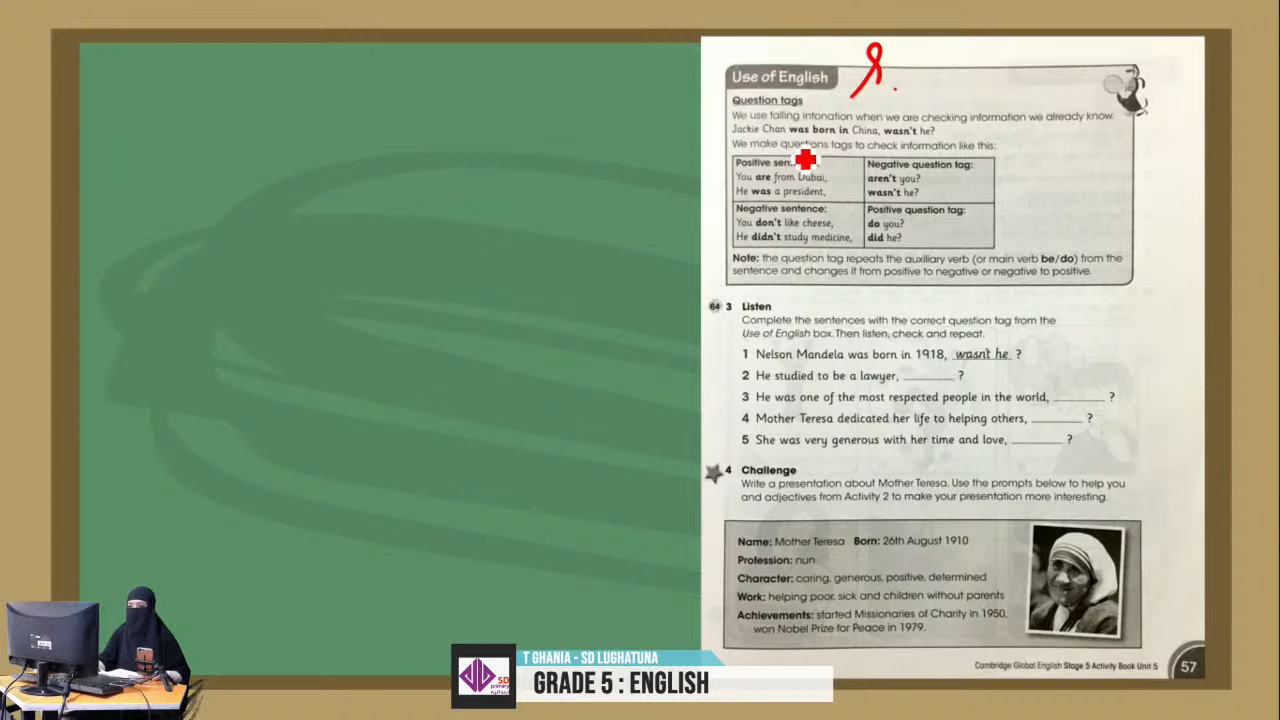 Use of English
Question tags
We use falling intonation when we are checking information we already know.
Jackie Chan was born in China, wasn't he?
We make questions tags to check information like this:
Positive sen
Negative question tag:
You are from Dubai,
aren't you?
He was a president,
wasn't he?
Negative sentence:
Positive question tag:
You don't like cheese,
do you?
He didn't study medicine,
did he?
Note: the question tag repeats the auxiliary verb (or main verb be/do) from the
sentence and changes it from positive to negative or negative to positive.
64 3 Listen
Complete the sentences with the correct question tag from the
Use of English box. Then listen, check and repeat.
1 Nelson Mandela was born in 1918, wasn't he ?
2 He studied to be a lawyer, ________ ?
3 He was one of the most respected people in the world, ________ ?
4 Mother Teresa dedicated her life to helping others, ________ ?
5 She was very generous with her time and love, ________ ?
4 Challenge
Write a presentation about Mother Teresa. Use the prompts below to help you
and adjectives from Activity 2 to make your presentation more interesting.
Name: Mother Teresa Born: 26th August 1910
Profession: nun
Character: caring, generous, positive, determined
Work: helping poor, sick and children without parents
Achievements: started Missionaries of Charity in 1950,
won Nobel Prize for Peace in 1979.
Cambridge Global English Stage 5 Activity Book Unit 5
57
T GHANIA - SD LUGHATUNA
SD
primary
GRADE 5 : ENGLISH